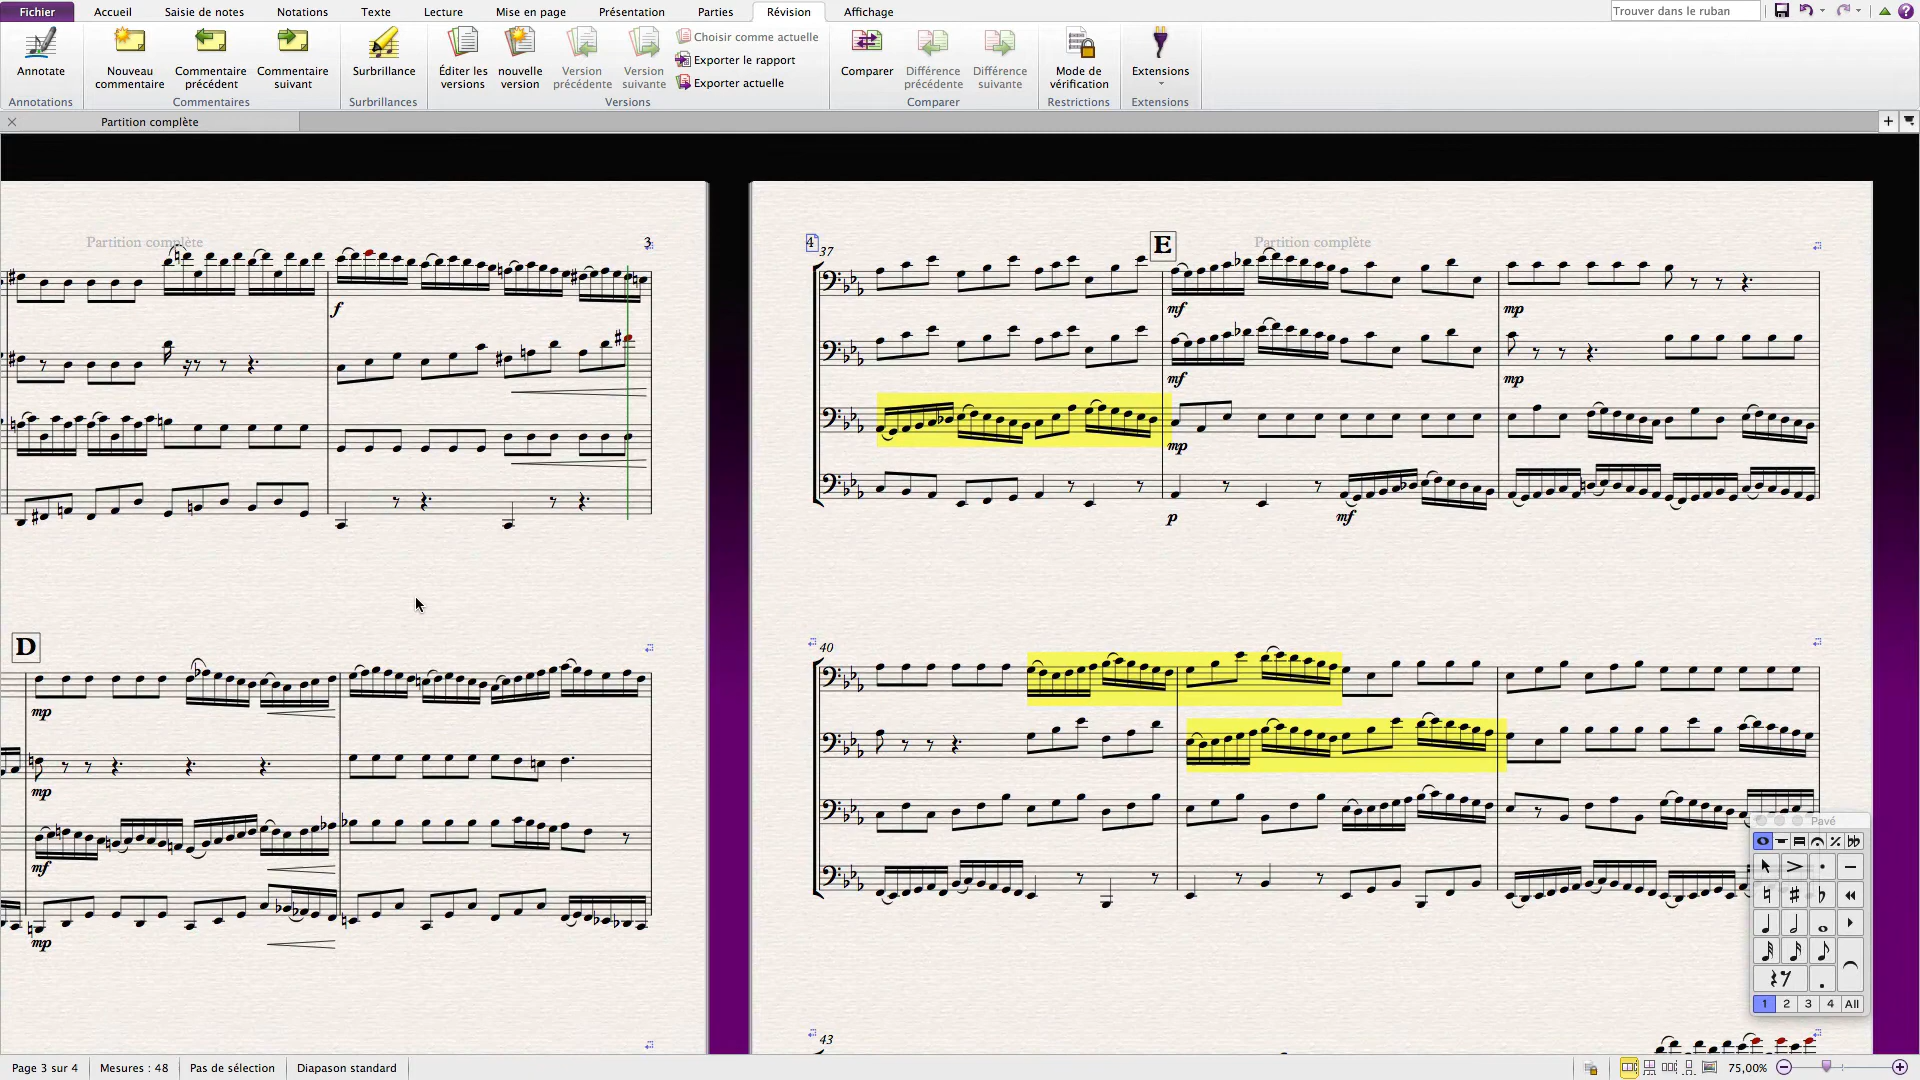 Fichier
Accueil
Saisie de notes
Notations
Texte
Lecture
Mise en page
Présentation
Parties
Révision
Affichage
Trouver dans le ruban
Annotate
Nouveau
commentaire
Commentaire
précédent
Commentaire
suivant
Surbrillance
Éditer les
versions
nouvelle
version
Version
précédente
Version
suivante
Choisir comme actuelle
Exporter le rapport
Exporter actuelle
Comparer
Différence
précédente
Différence
suivante
Mode de
vérification
Extensions
Annotations
Commentaires
Surbrillances
Versions
Comparer
Restrictions
Extensions
Partition complète
Partition complète
3
f
D
mp
mp
mf
mp
4
37
E
Partition complète
mf
mp
mf
mp
mp
p
mf
40
43
Pavé
1 2 3 4 All
Page 3 sur 4
Mesures : 48
Pas de sélection
Diapason standard
75,00%